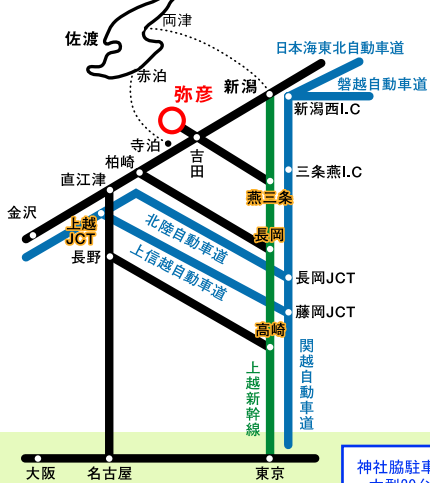 両津
佐渡
日本海東北自動車道
赤泊
新潟
磐越自動車道
弥彦
新潟西I.C
寺泊
吉田
柏崎
三条燕I.C
直江津
燕三条
金沢
上越
JCT
北陸自動車道
長岡
長野
上信越自動車道
長岡JCT
藤岡JCT
高崎
上越新幹線
関越自動車道
大阪
名古屋
東京
神社脇駐車